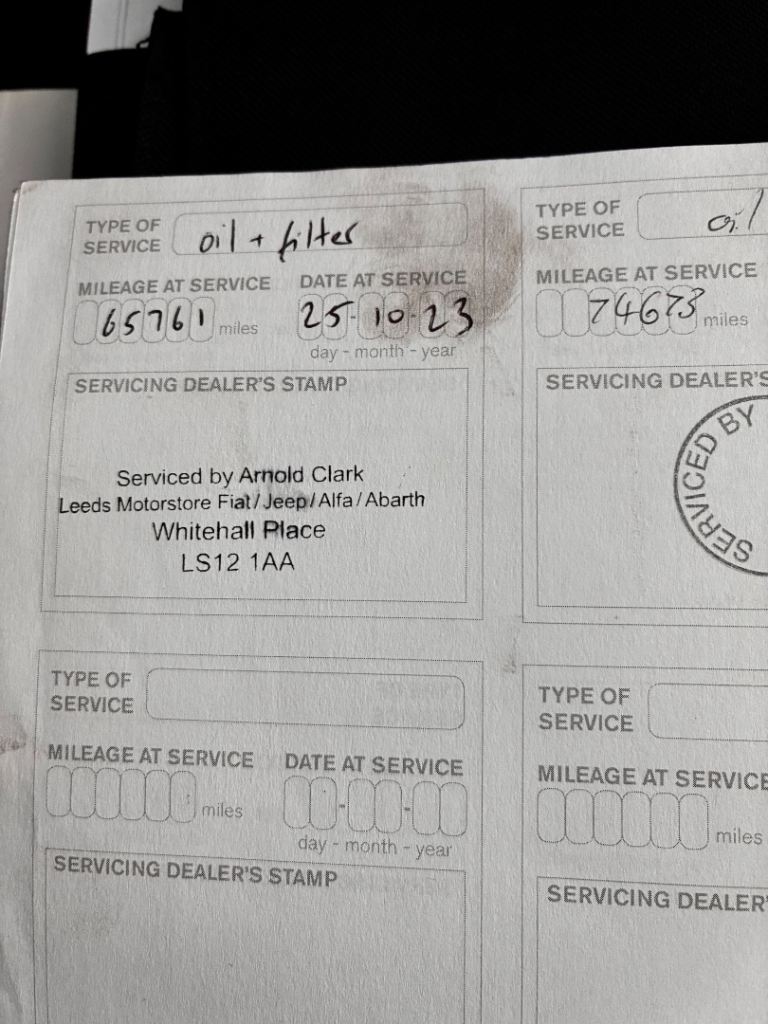 TYPE OF
SERVICE
oil + filter
MILEAGE AT SERVICE
DATE AT SERVICE
65761 miles
25-10-23
day - month - year
SERVICING DEALER'S STAMP
Serviced by Arnold Clark
Leeds Motorstore Fiat/Jeep/Alfa/Abarth
Whitehall Place
LS12 1AA
TYPE OF
SERVICE
oil
MILEAGE AT SERVICE
74673 miles
SERVICING DEALER'S
SERVICED BY
TYPE OF
SERVICE
MILEAGE AT SERVICE
DATE AT SERVICE
miles
day - month - year
SERVICING DEALER'S STAMP
TYPE OF
SERVICE
MILEAGE AT SERVICE
miles
SERVICING DEALER'